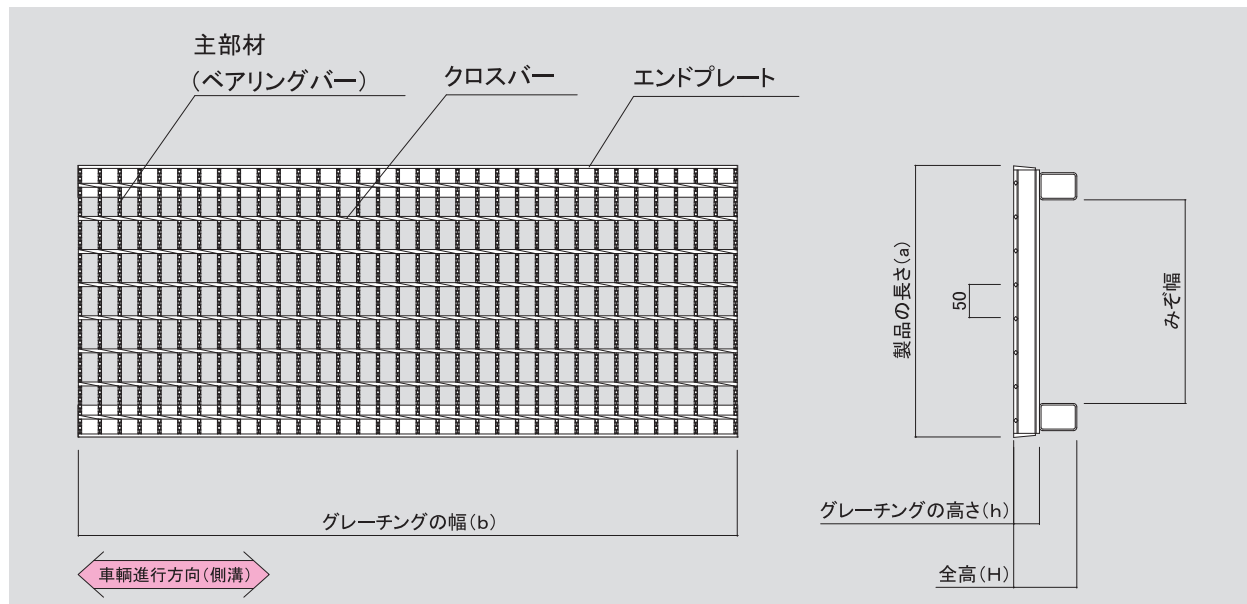 主部材
(ベアリングバー)
クロスバー
エンドプレート
製品の長さ(a)
50
みぞ幅
グレーチングの幅(b)
グレーチングの高さ(h)
全高(H)
車輌進行方向(側溝)